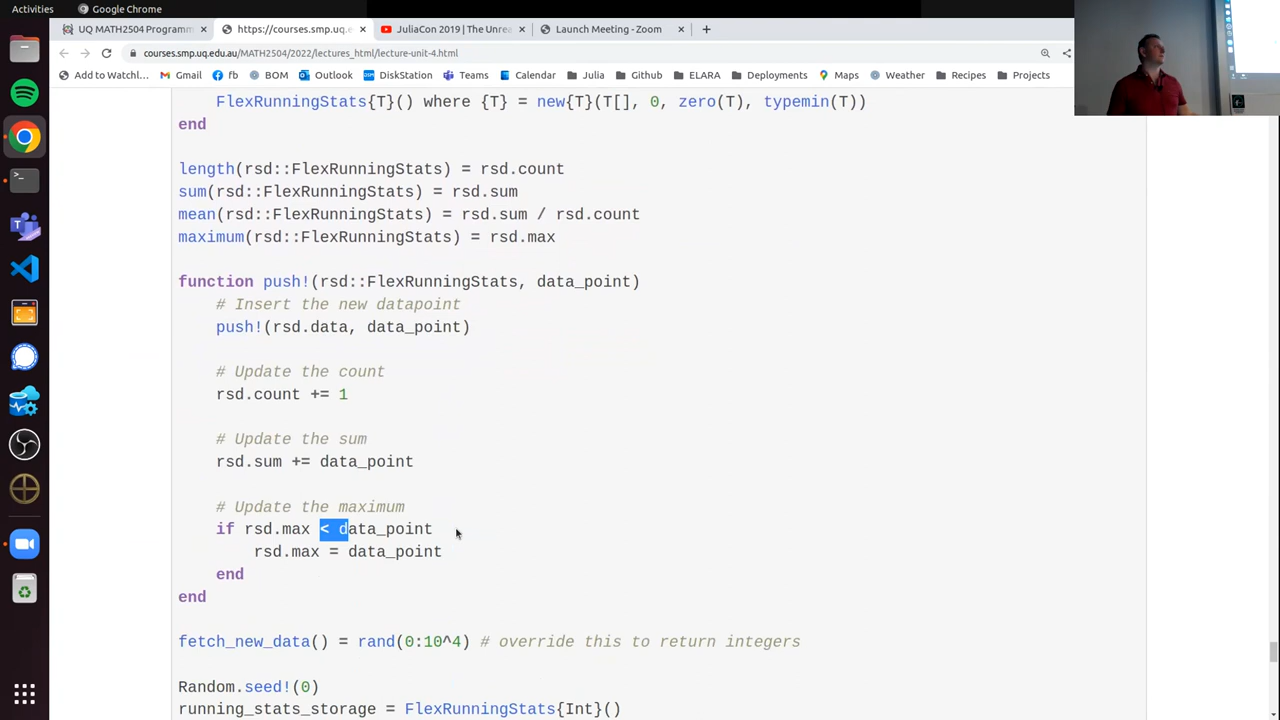 Activities
Google Chrome
UQ MATH2504 Programm
https://courses.smp.uq.e
JuliaCon 2019 | The Unrea
Launch Meeting - Zoom
courses.smp.uq.edu.au/MATH2504/2022/lectures_html/lecture-unit-4.html
Add to Watchl... Gmail fb BOM Outlook DiskStation Teams Calendar Julia Github ELARA Deployments Maps Weather Recipes Projects
FlexRunningStats{T}() where {T} = new{T}(T[], 0, zero(T), typemin(T))
end
length(rsd::FlexRunningStats) = rsd.count
sum(rsd::FlexRunningStats) = rsd.sum
mean(rsd::FlexRunningStats) = rsd.sum / rsd.count
maximum(rsd::FlexRunningStats) = rsd.max
function push!(rsd::FlexRunningStats, data_point)
# Insert the new datapoint
push!(rsd.data, data_point)
# Update the count
rsd.count += 1
# Update the sum
rsd.sum += data_point
# Update the maximum
if rsd.max < data_point
rsd.max = data_point
end
end
fetch_new_data() = rand(0:10^4) # override this to return integers
Random.seed!(0)
running_stats_storage = FlexRunningStats{Int}()